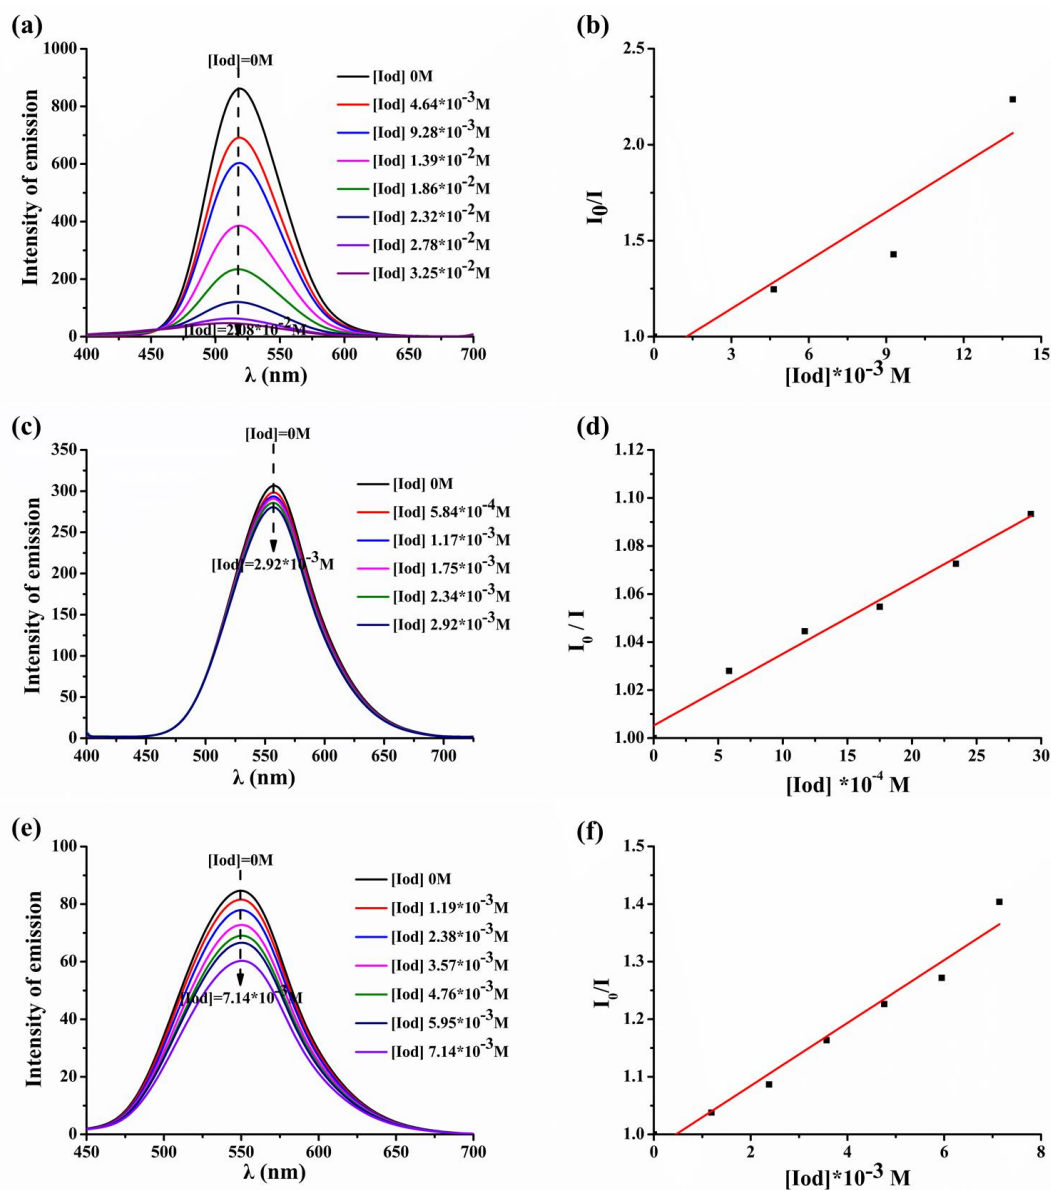 (a)
1000
800
600
400
200
0
400 450 500 550 600 650 700
Intensity of emission
λ (nm)
[Iod]=0M
[Iod] 0M
[Iod] 4.64*10-3M
[Iod] 9.28*10-3M
[Iod] 1.39*10-2M
[Iod] 1.86*10-2M
[Iod] 2.32*10-2M
[Iod] 2.78*10-2M
[Iod] 3.25*10-2M
(b)
2.5
2.0
1.5
1.0
0 3 6 9 12 15
I0/I
[Iod]*10-3 M
(c)
350
300
250
200
150
100
50
0
400 450 500 550 600 650 700
Intensity of emission
λ (nm)
[Iod]=0M
[Iod]=2.92*10-3M
[Iod] 0M
[Iod] 5.84*10-4M
[Iod] 1.17*10-3M
[Iod] 1.75*10-3M
[Iod] 2.34*10-3M
[Iod] 2.92*10-3M
(d)
1.12
1.10
1.08
1.06
1.04
1.02
1.00
0 5 10 15 20 25 30
I0 / I
[Iod] *10-4 M
(e)
100
80
60
40
20
0
450 500 550 600 650 700
Intensity of emission
λ (nm)
[Iod]=0M
[Iod]=7.14*10-3M
[Iod] 0M
[Iod] 1.19*10-3M
[Iod] 2.38*10-3M
[Iod] 3.57*10-3M
[Iod] 4.76*10-3M
[Iod] 5.95*10-3M
[Iod] 7.14*10-3M
(f)
1.5
1.4
1.3
1.2
1.1
1.0
0 2 4 6 8
I0/I
[Iod]*10-3 M